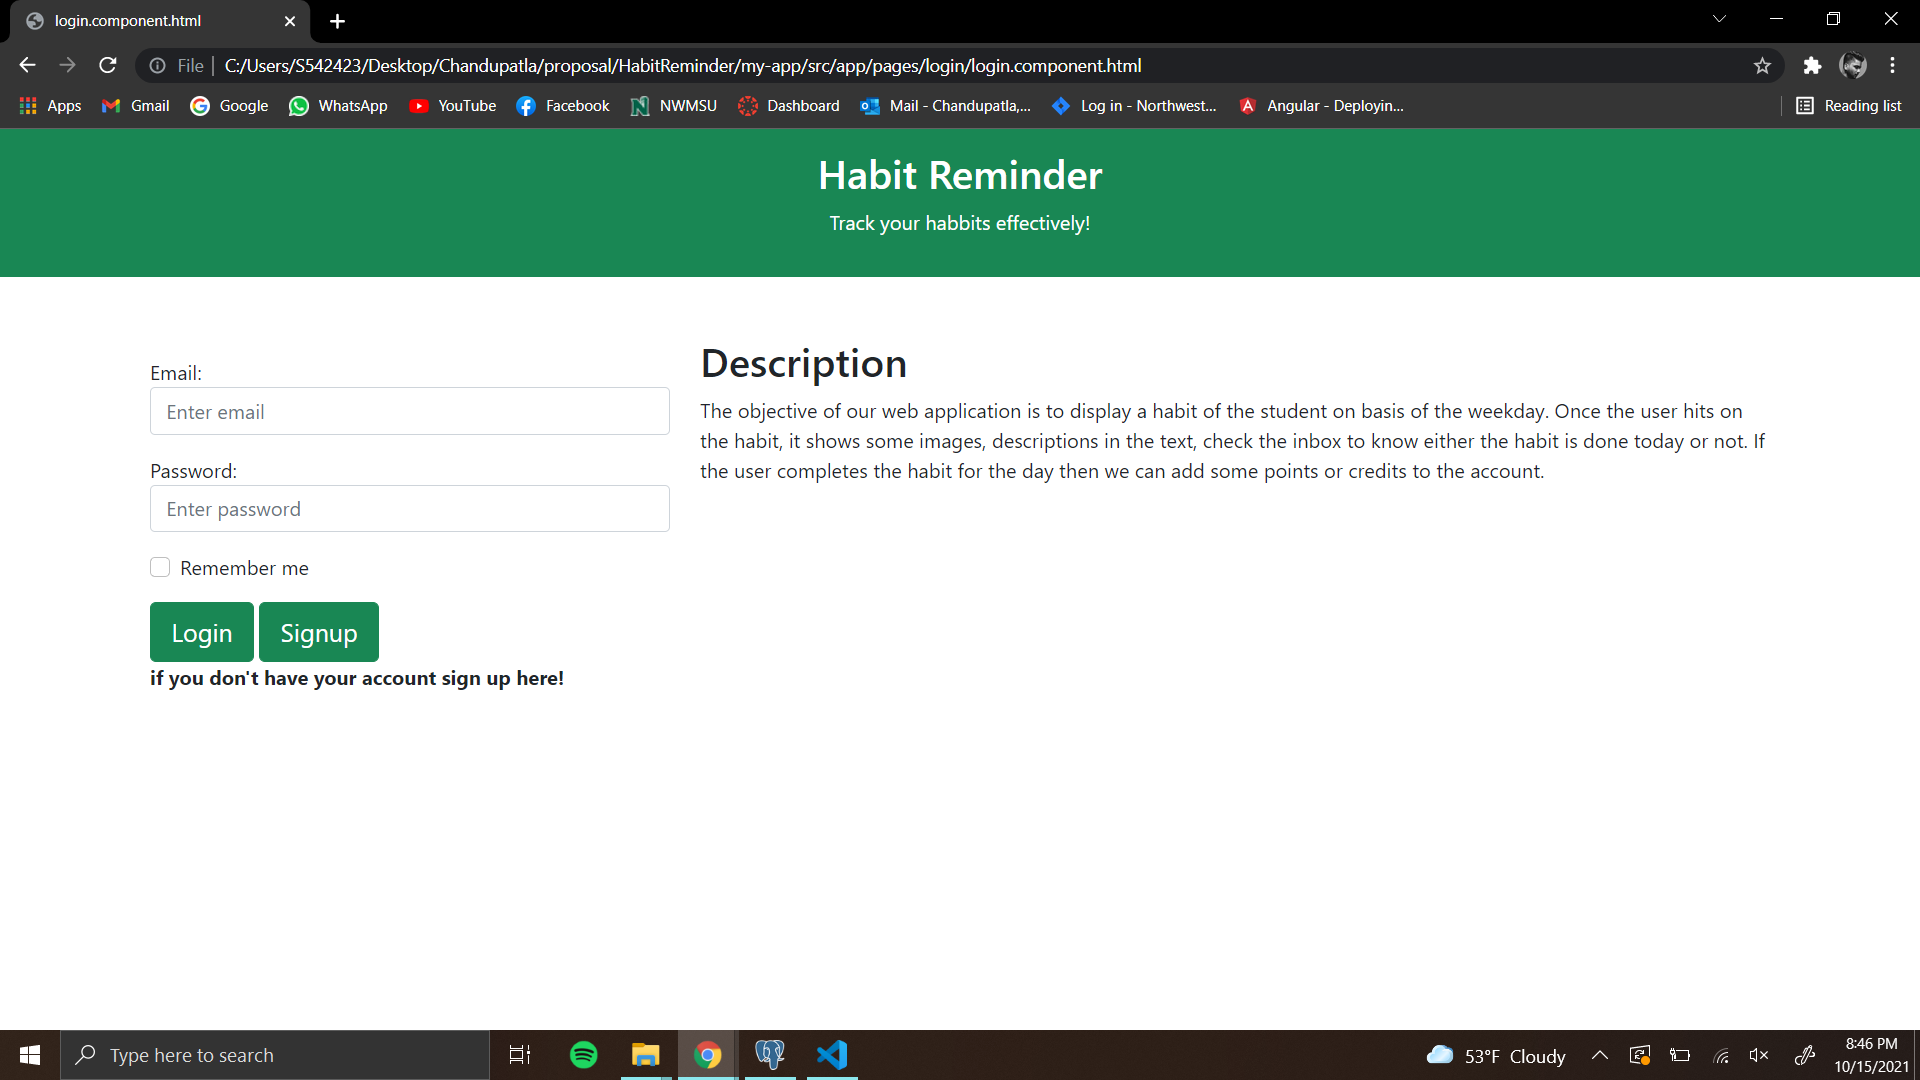 login.component.html
File | C:/Users/S542423/Desktop/Chandupatla/proposal/HabitReminder/my-app/src/app/pages/login/login.component.html
Apps Gmail Google WhatsApp YouTube Facebook NWMSU Dashboard Mail - Chandupatla,... Log in - Northwest... Angular - Deployin... Reading list
Habit Reminder
Track your habbits effectively!
Email:
Enter email
Password:
Enter password
Remember me
Login Signup
if you don't have your account sign up here!
Description
The objective of our web application is to display a habit of the student on basis of the weekday. Once the user hits on
the habit, it shows some images, descriptions in the text, check the inbox to know either the habit is done today or not. If
the user completes the habit for the day then we can add some points or credits to the account.
Type here to search
53°F Cloudy
8:46 PM
10/15/2021